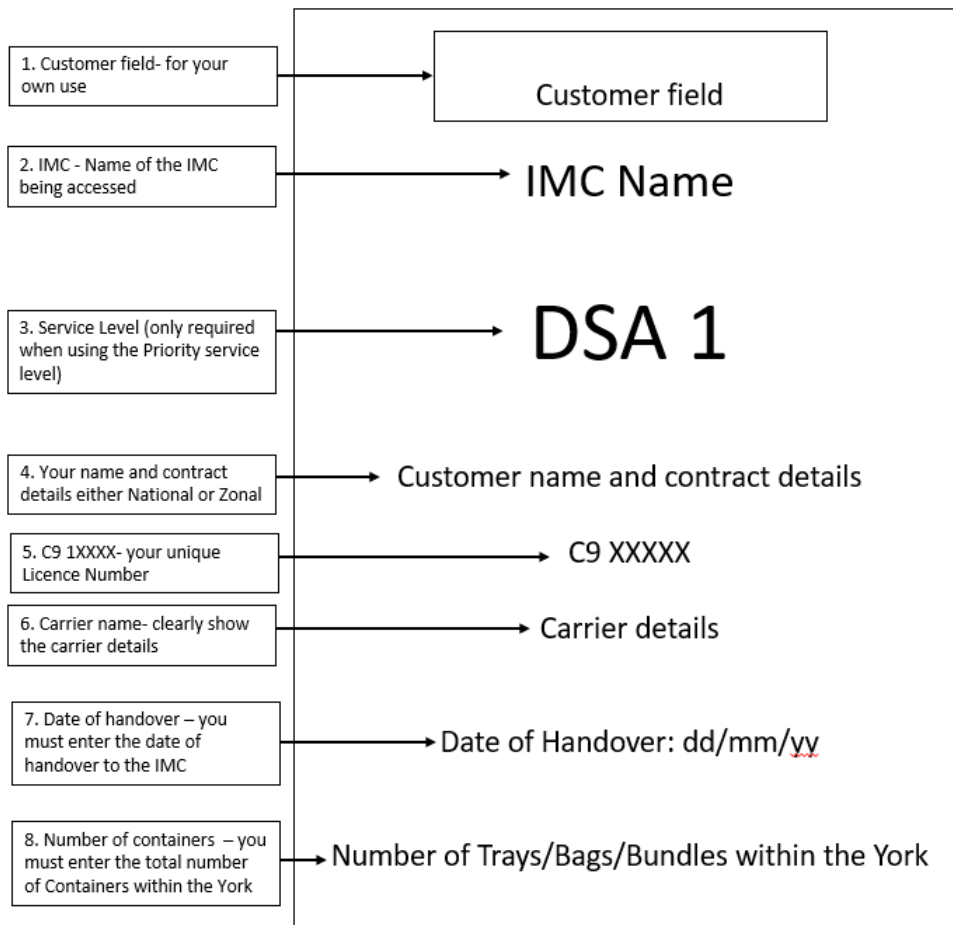 1. Customer field- for your
own use
Customer field
2. IMC - Name of the IMC
being accessed
IMC Name
3. Service Level (only required
when using the Priority service
level)
DSA 1
4. Your name and contract
details either National or Zonal
Customer name and contract details
5. C9 1XXXX- your unique
Licence Number
C9 XXXXX
6. Carrier name- clearly show
the carrier details
Carrier details
7. Date of handover – you
must enter the date of
handover to the IMC
Date of Handover: dd/mm/yy
8. Number of containers – you
must enter the total number
of Containers within the York
Number of Trays/Bags/Bundles within the York